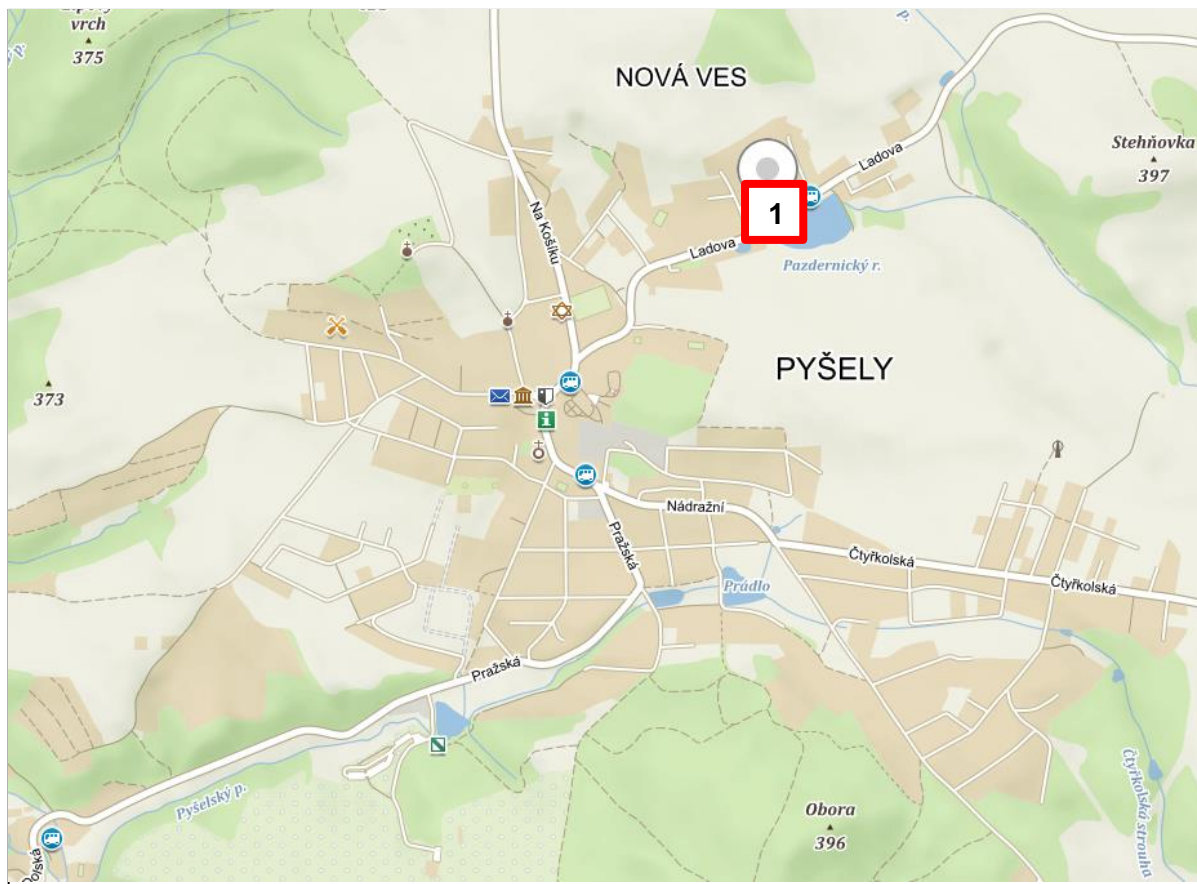 vrch
375
p.
NOVÁ VES
Stehňovka
397
Ladova
1
Na Košíku
Ladova
Pazdernický r.
PYŠELY
373
i
Nádražní
Pražská
Čtyřkolská
Čtyřkolská
Prádlo
Pražská
Pyšelský p.
Obora
396
Čtyřkolská strouha